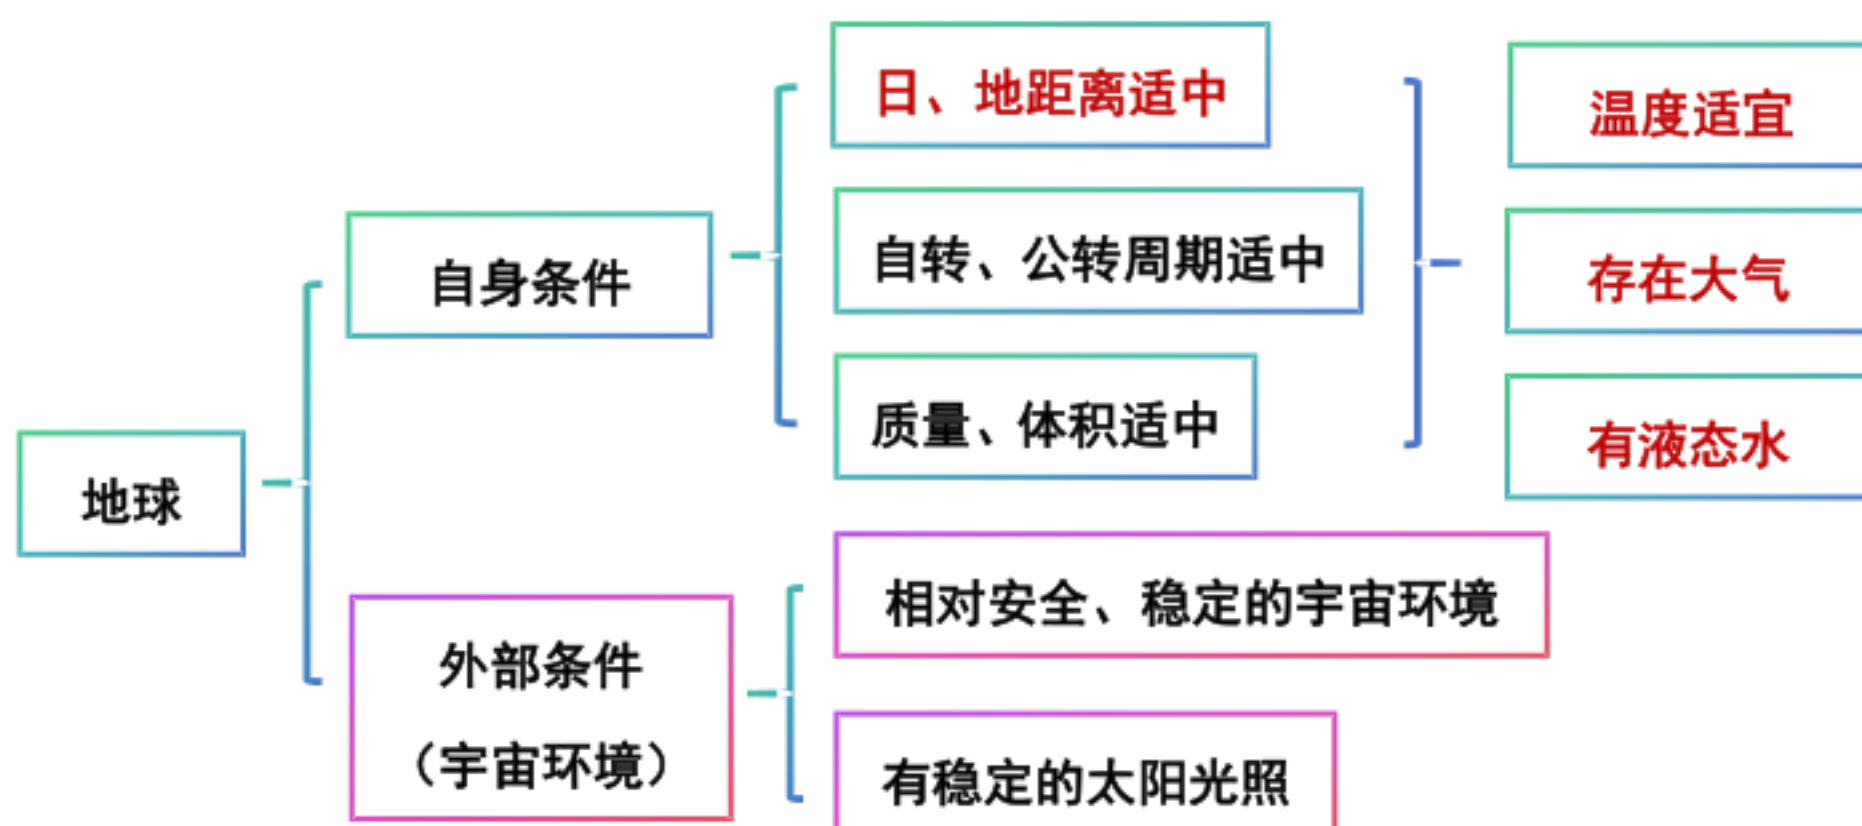 日、地距离适中
温度适宜
自转、公转周期适中
自身条件
存在大气
质量、体积适中
有液态水
地球
相对安全、稳定的宇宙环境
外部条件
（宇宙环境）
有稳定的太阳光照